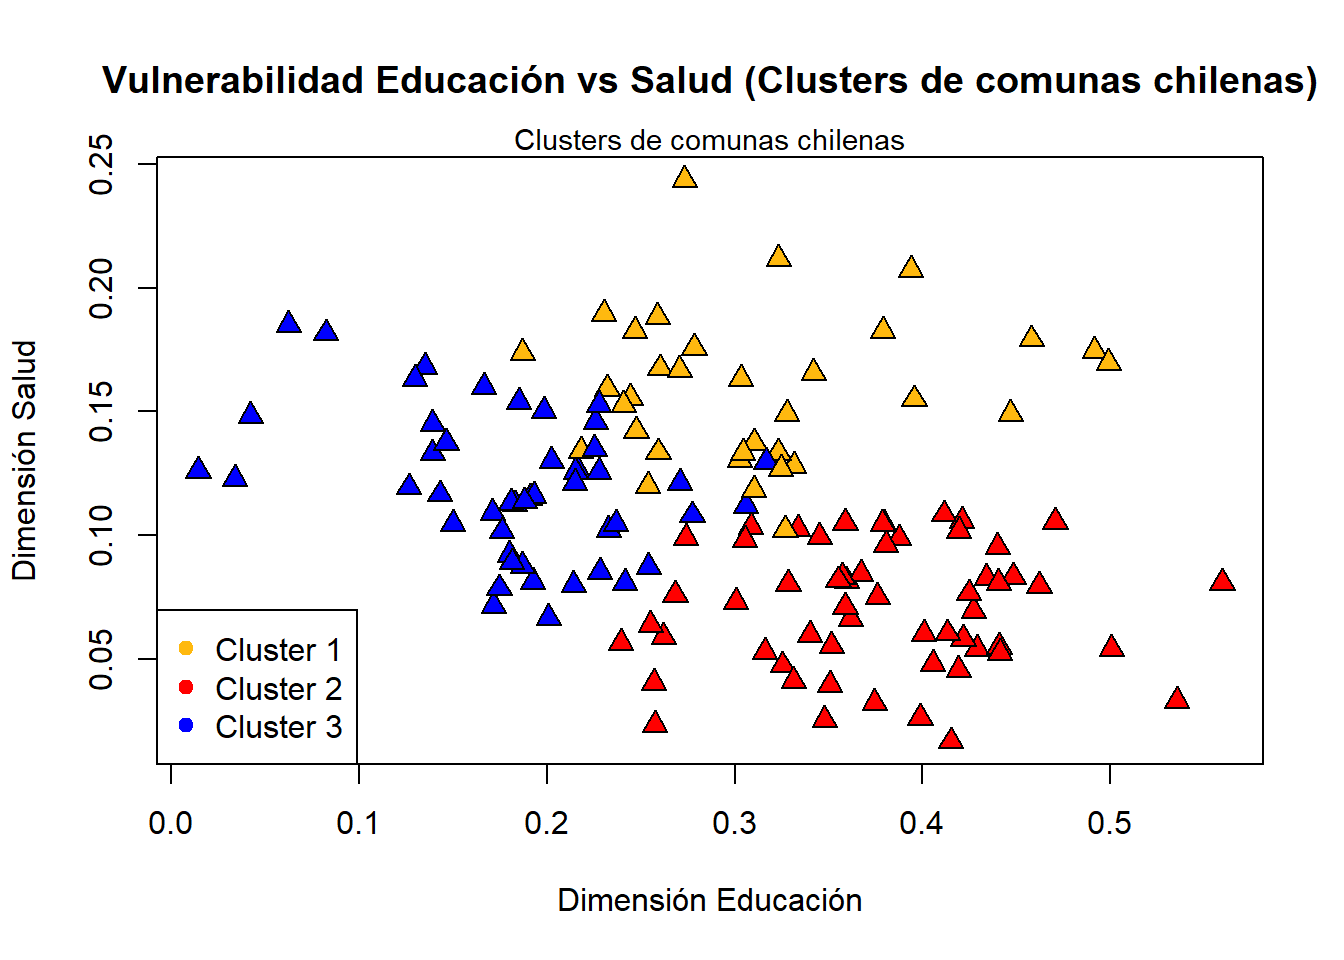 Vulnerabilidad Educación vs Salud (Clusters de comunas chilenas)
Clusters de comunas chilenas
Dimensión Salud
0.25
0.20
0.15
0.10
0.05
Cluster 1
Cluster 2
Cluster 3
0.0 0.1 0.2 0.3 0.4 0.5
Dimensión Educación